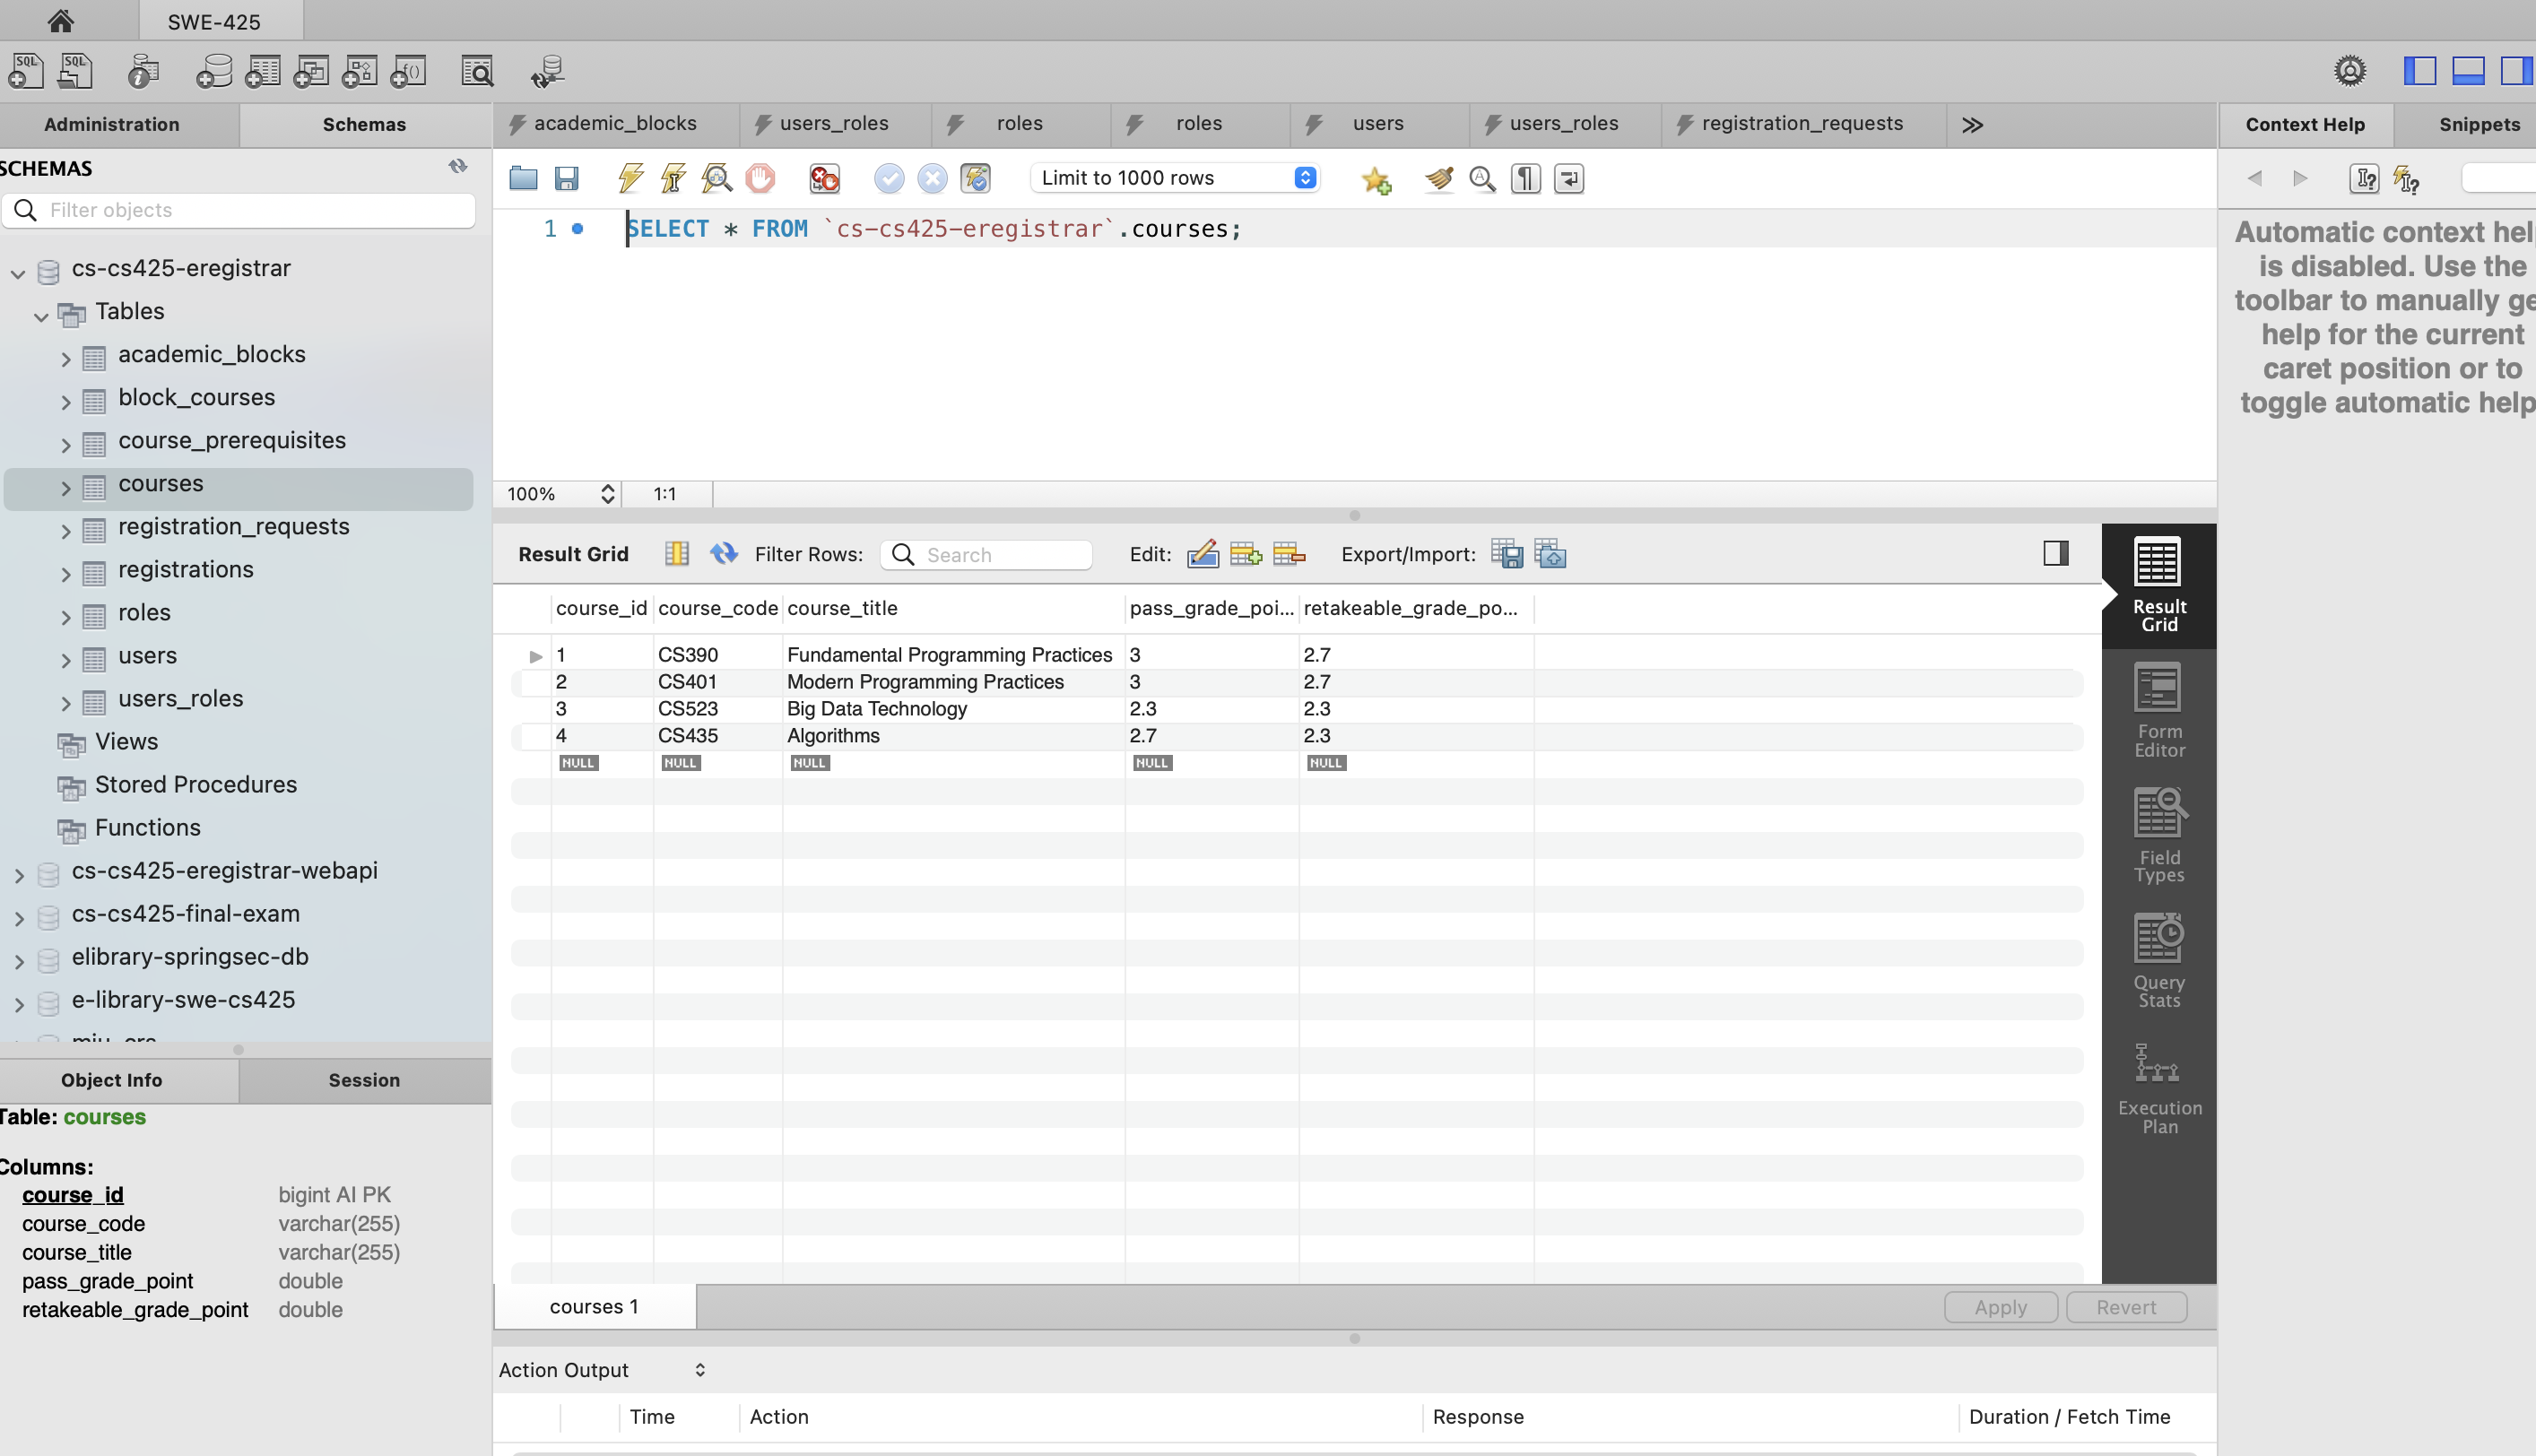 SWE-425
Administration
Schemas
academic_blocks
users_roles
roles
roles
users
users_roles
registration_requests
Context Help
Snippets
SCHEMAS
Filter objects
Limit to 1000 rows
1
SELECT * FROM `cs-cs425-eregistrar`.courses;
Automatic context hel
is disabled. Use the
toolbar to manually ge
help for the current
caret position or to
toggle automatic help
cs-cs425-eregistrar
Tables
academic_blocks
block_courses
course_prerequisites
courses
registration_requests
registrations
roles
users
users_roles
Views
Stored Procedures
Functions
cs-cs425-eregistrar-webapi
cs-cs425-final-exam
elibrary-springsec-db
e-library-swe-cs425
100%
1:1
Result Grid
Filter Rows:
Search
Edit:
Export/Import:
course_id course_code course_title pass_grade_poi... retakeable_grade_po...
1 CS390 Fundamental Programming Practices 3 2.7
2 CS401 Modern Programming Practices 3 2.7
3 CS523 Big Data Technology 2.3 2.3
4 CS435 Algorithms 2.7 2.3
NULL NULL NULL NULL NULL
Result
Grid
Form
Editor
Field
Types
Query
Stats
Execution
Plan
Object Info
Session
Table: courses
Columns:
course_id bigint AI PK
course_code varchar(255)
course_title varchar(255)
pass_grade_point double
retakeable_grade_point double
courses 1
Apply
Revert
Action Output
Time
Action
Response
Duration / Fetch Time